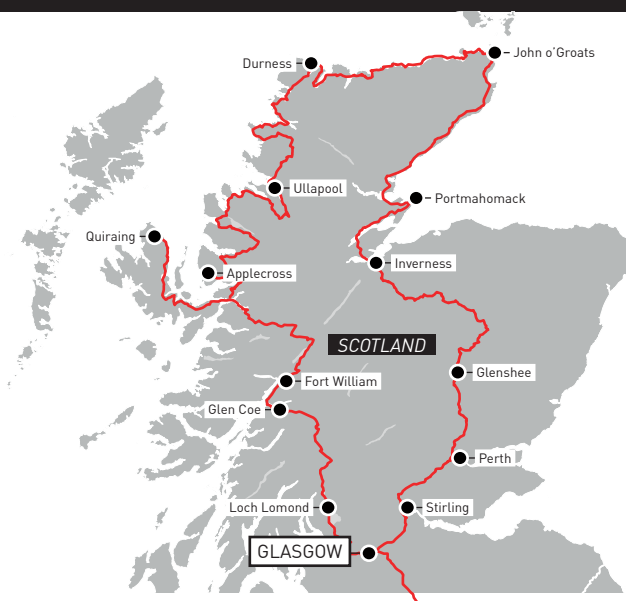 Durness
John o'Groats
Ullapool
Portmahomack
Quiraing
Inverness
Applecross
SCOTLAND
Glenshee
Fort William
Glen Coe
Perth
Loch Lomond
Stirling
GLASGOW